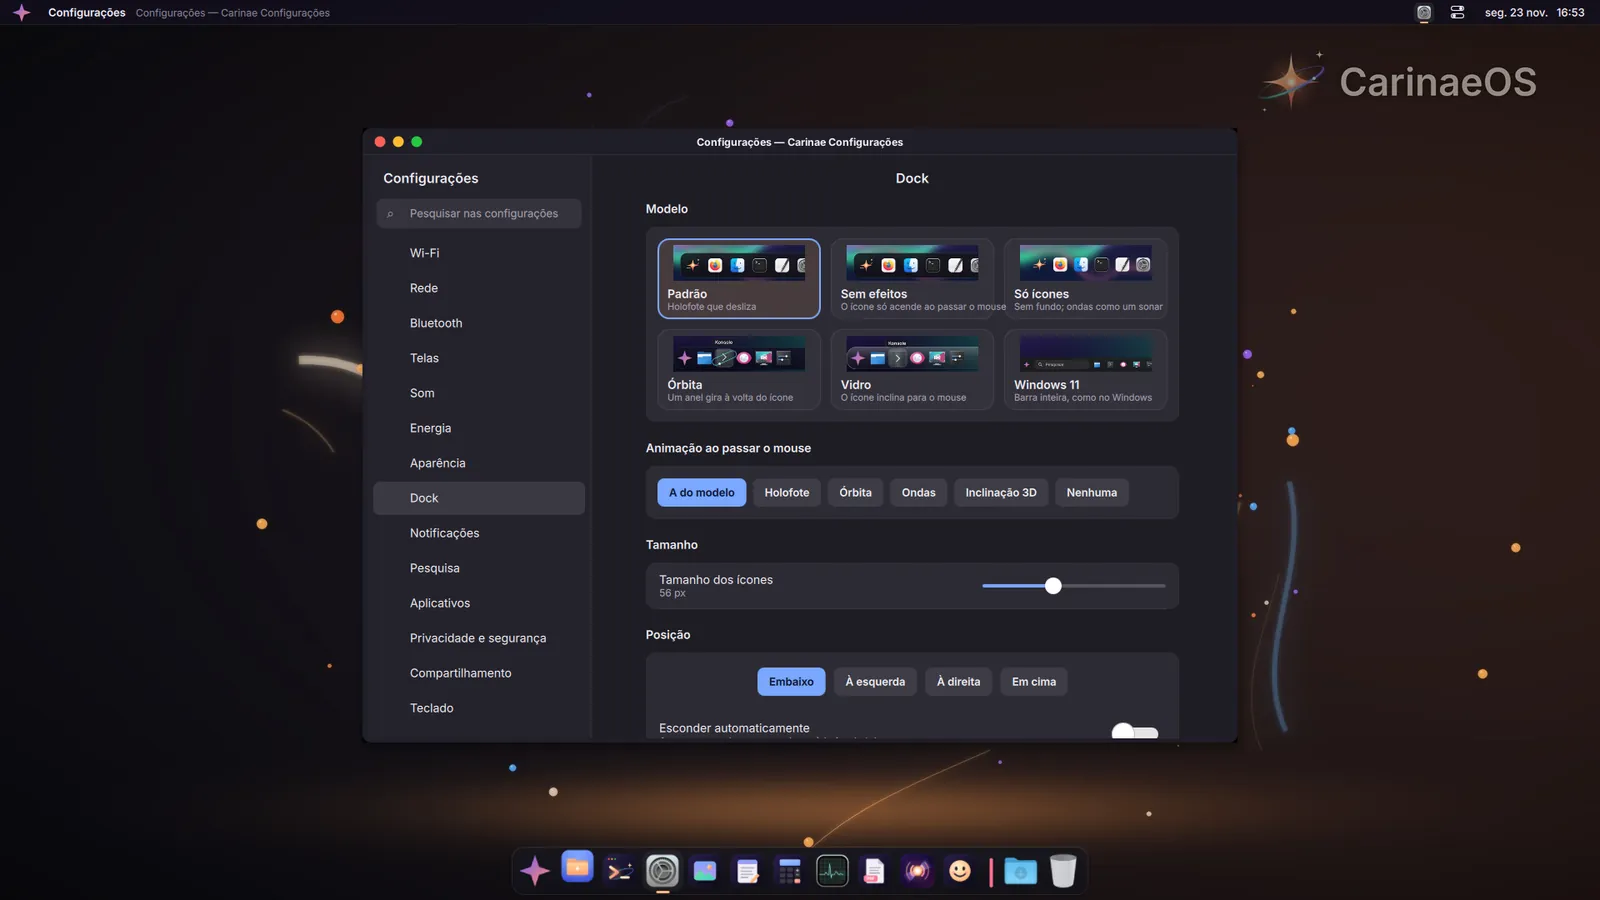 Configurações Configurações — Carinae Configurações seg. 23 nov. 16:53
CarinaeOS
Configurações — Carinae Configurações
Configurações
Pesquisar nas configurações
Wi-Fi
Rede
Bluetooth
Telas
Som
Energia
Aparência
Dock
Notificações
Pesquisa
Aplicativos
Privacidade e segurança
Compartilhamento
Teclado
Dock
Modelo
Padrão
Holofote que desliza
Sem efeitos
O ícone só acende ao passar o mouse
Só ícones
Sem fundo; ondas como um sonar
Konsole
Órbita
Um anel gira à volta do ícone
Konsole
Vidro
O ícone inclina para o mouse
Windows 11
Barra inteira, como no Windows
Animação ao passar o mouse
A do modelo Holofote Órbita Ondas Inclinação 3D Nenhuma
Tamanho
Tamanho dos ícones
56 px
Posição
Embaixo À esquerda À direita Em cima
Esconder automaticamente